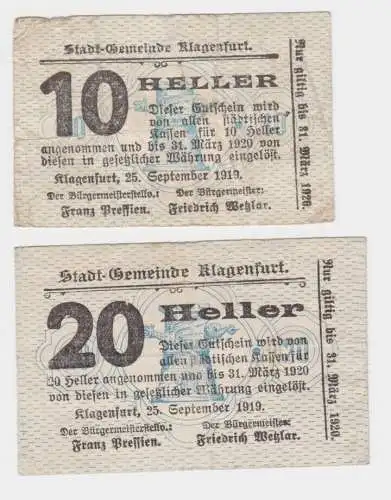 Stadt-Gemeinde Klagenfurt.
10 HELLER
Dieser Gutschein wird
von allen städtischen
Kassen für 10 Heller
angenommen und bis 31. März 1920 von
diesen in gesetzlicher Währung eingelöst.
Klagenfurt, 25. September 1919.
Der Bürgermeisterstello.: Der Bürgermeister:
Franz Pressien. Friedrich Wetzlar.
Nur giltig bis 31. März 1920.
Stadt-Gemeinde Klagenfurt.
20 Heller
Dieser Gutschein wird von
allen städtischen Kassen für
20 Heller angenommen und bis 31. März 1920
von diesen in gesetzlicher Währung eingelöst.
Klagenfurt, 25. September 1919.
Der Bürgermeisterstello.: Der Bürgermeister:
Franz Pressien. Friedrich Wetzlar.
Nur giltig bis 31. März 1920.